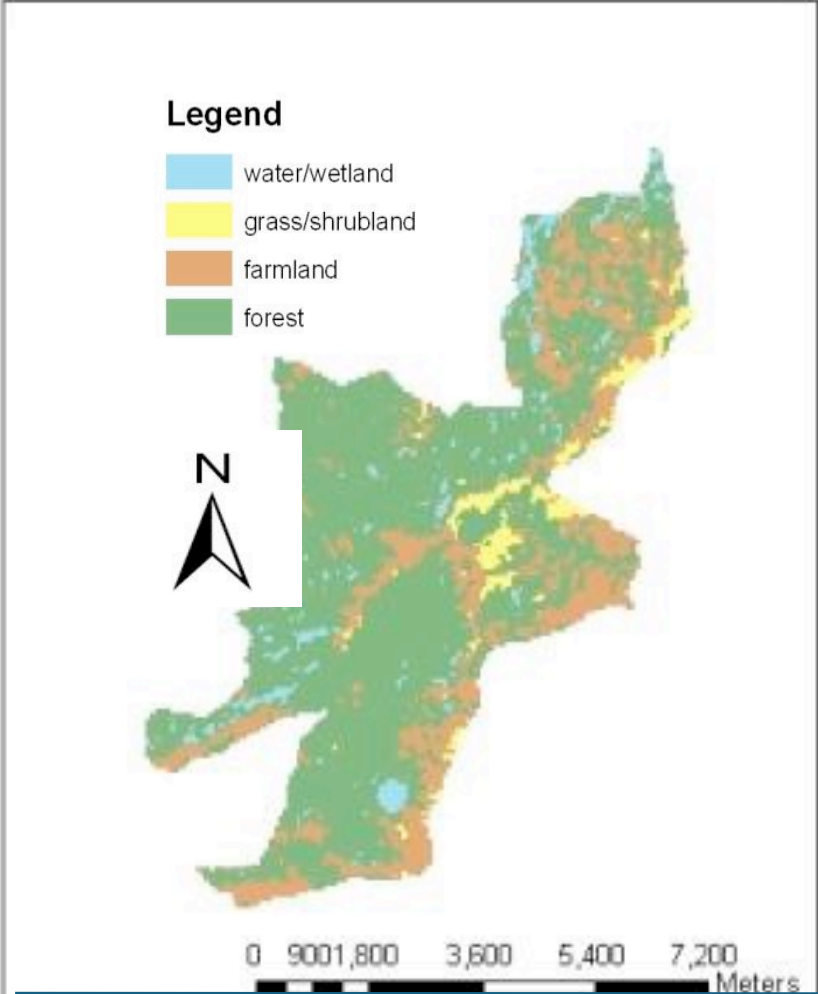 Legend
water/wetland
grass/shrubland
farmland
forest
N
0 9001,800 3,600 5,400 7,200
Meters